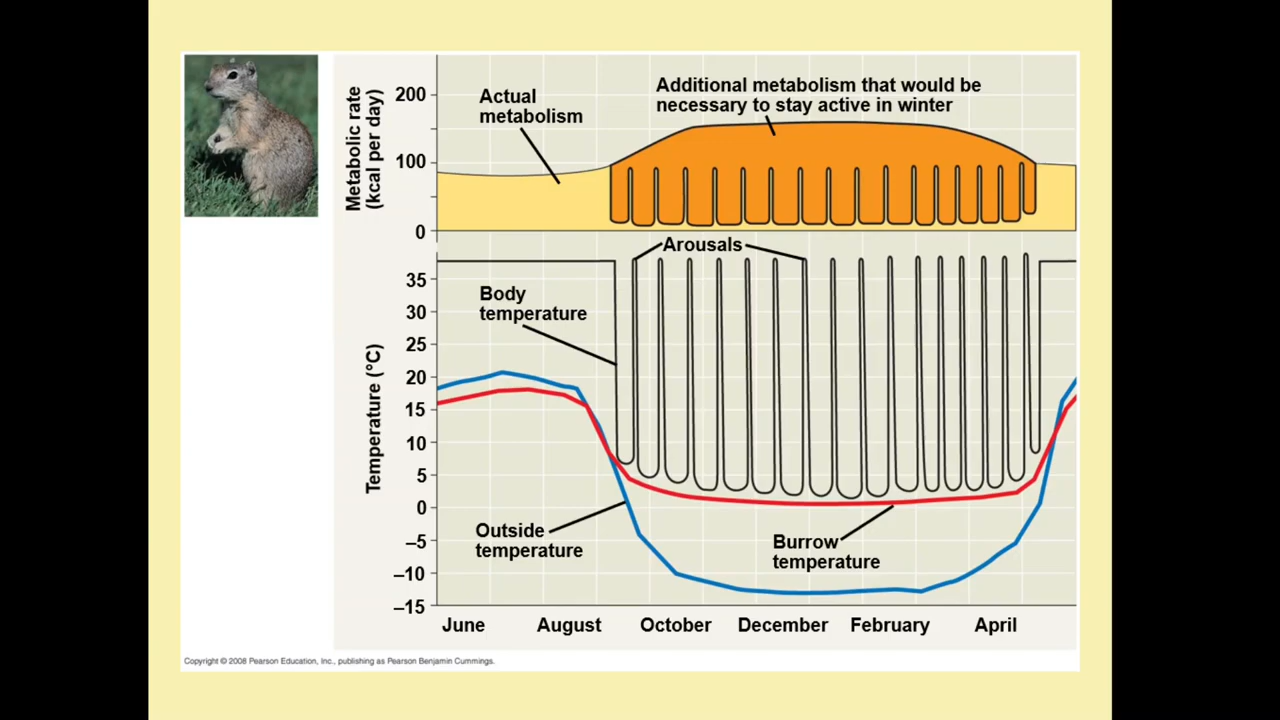 Metabolic rate
(kcal per day)
200
100
0
Actual
metabolism
Additional metabolism that would be
necessary to stay active in winter
Arousals
Temperature (°C)
35
30
25
20
15
10
5
0
–5
–10
–15
Body
temperature
Outside
temperature
Burrow
temperature
June August October December February April
Copyright © 2008 Pearson Education, Inc., publishing as Pearson Benjamin Cummings.